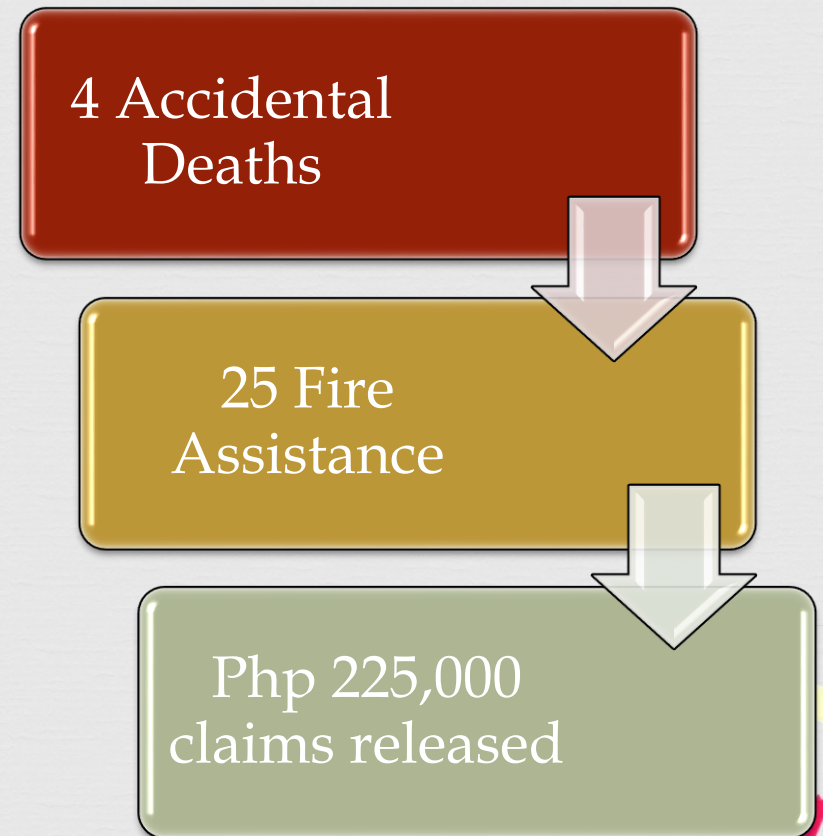 4 Accidental
Deaths
25 Fire
Assistance
Php 225,000
claims released